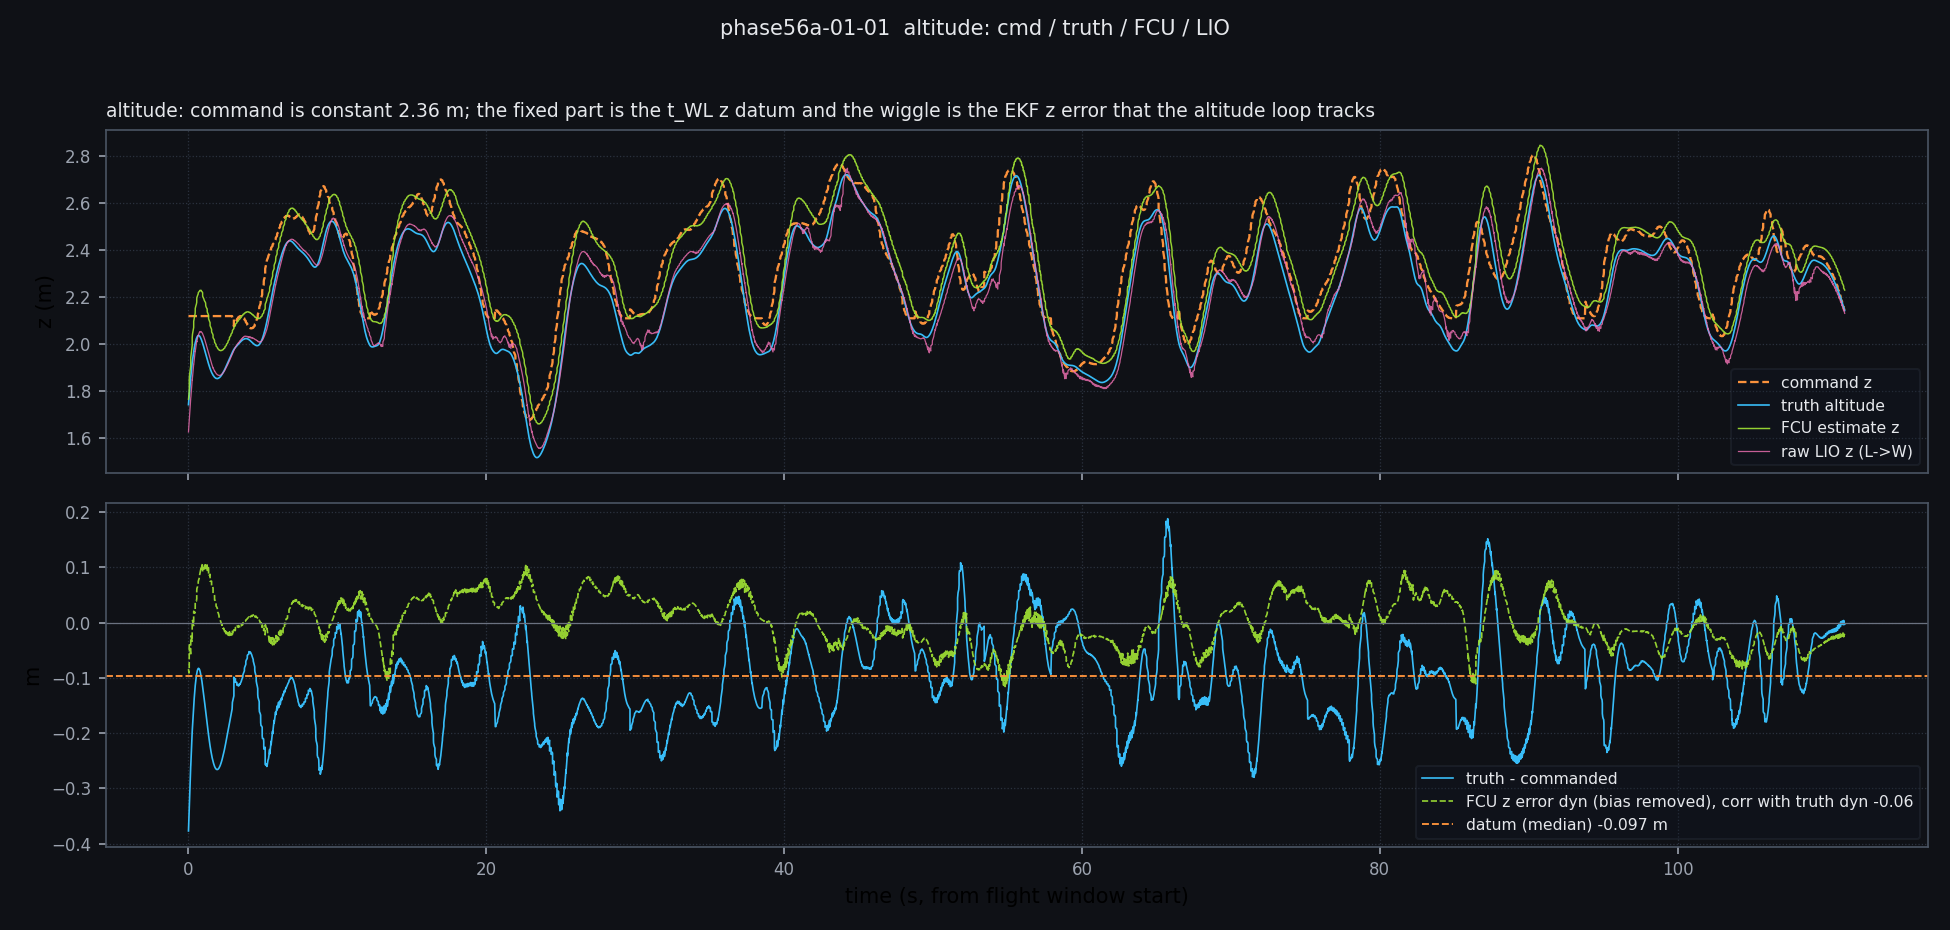 phase56a-01-01  altitude: cmd / truth / FCU / LIO
altitude: command is constant 2.36 m; the fixed part is the t_WL z datum and the wiggle is the EKF z error that the altitude loop tracks
z (m)
2.8
2.6
2.4
2.2
2.0
1.8
1.6
command z
truth altitude
FCU estimate z
raw LIO z (L->W)
m
0.2
0.1
0.0
−0.1
−0.2
−0.3
−0.4
truth - commanded
FCU z error dyn (bias removed), corr with truth dyn -0.06
datum (median) -0.097 m
0 20 40 60 80 100
time (s, from flight window start)